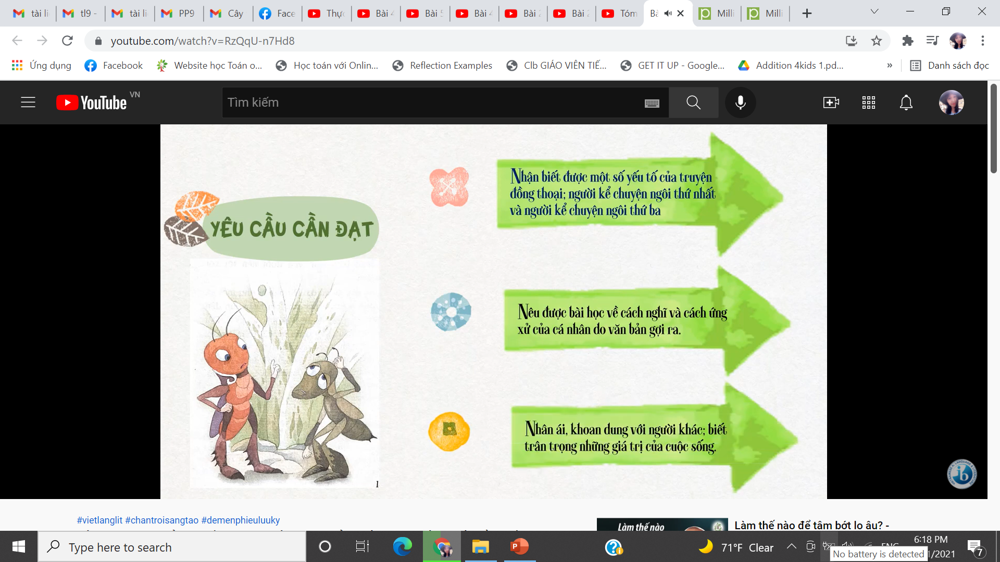 tài li
tl9 -
tài li
PP9
Cây
Face
Thực
Bài 4
Bài 5
Bài 4
Bài 2
Bài 2
Tóm
Bà
Milli
Milli
youtube.com/watch?v=RzQqU-n7Hd8
Ứng dụng
Facebook
Website học Toán o...
Học toán với Onlin...
Reflection Examples
Clb GIÁO VIÊN TIẾ...
GET IT UP - Google...
Addition 4kids 1.pd...
»
Danh sách đọc
YouTube VN
Tìm kiếm
YÊU CẦU CẦN ĐẠT
Nhận biết được một số yếu tố của truyện
đồng thoại; người kể chuyện ngôi thứ nhất
và người kể chuyện ngôi thứ ba
Nêu được bài học về cách nghĩ và cách ứng
xử của cá nhân do văn bản gợi ra.
Nhân ái, khoan dung với người khác; biết
trân trọng những giá trị của cuộc sống.
1
#vietlanglit #chantroisangtao #demenphieuluuky
Làm thế nào
Làm thế nào để tâm bớt lo âu? -
Type here to search
71°F Clear
6:18 PM
1/2021
No battery is detected
7